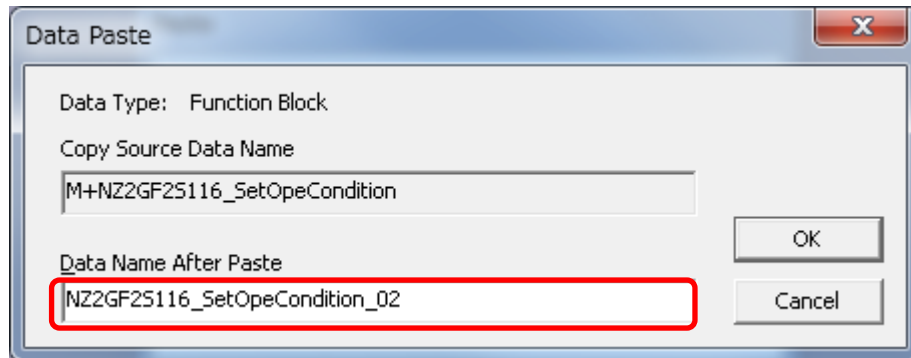 Data Paste
Data Type: Function Block
Copy Source Data Name
M+NZ2GF2S116_SetOpeCondition
OK
Data Name After Paste
NZ2GF2S116_SetOpeCondition_02
Cancel